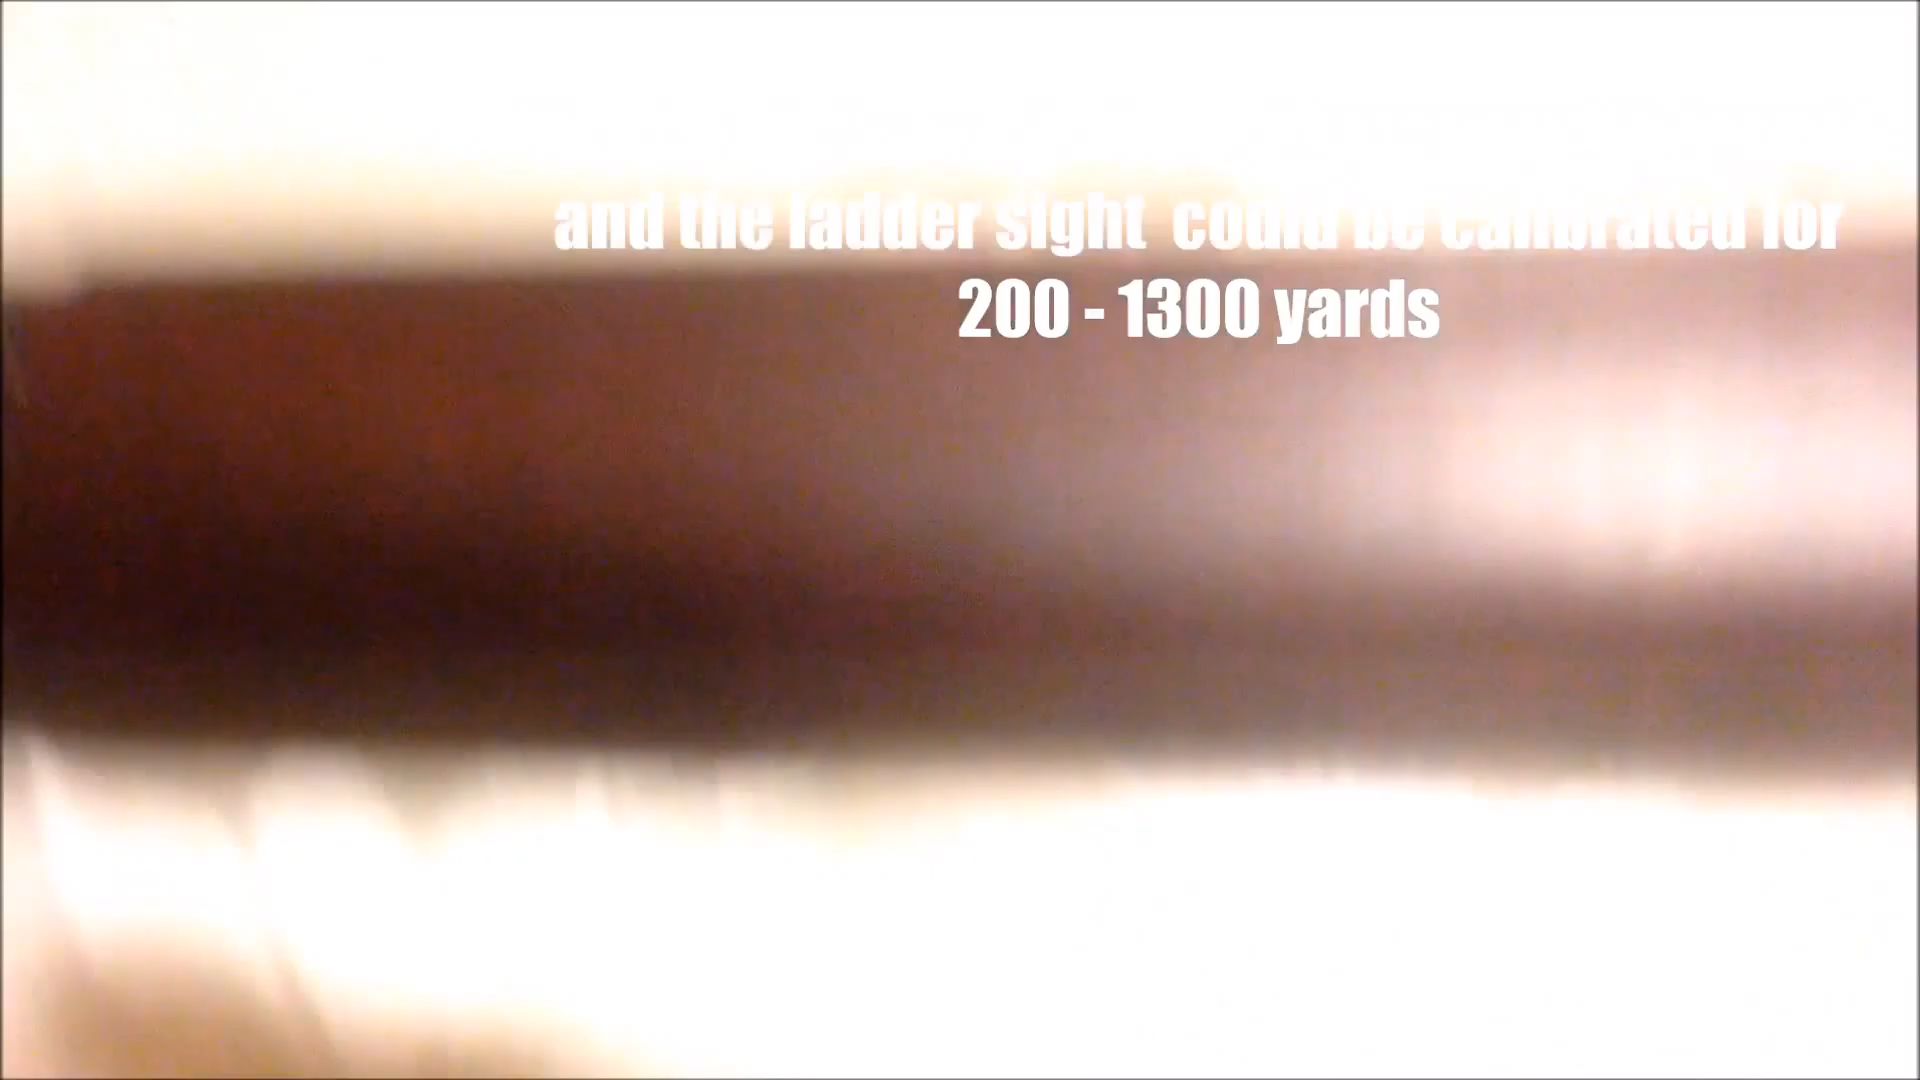 and the ladder sight could be calibrated for
200 - 1300 yards